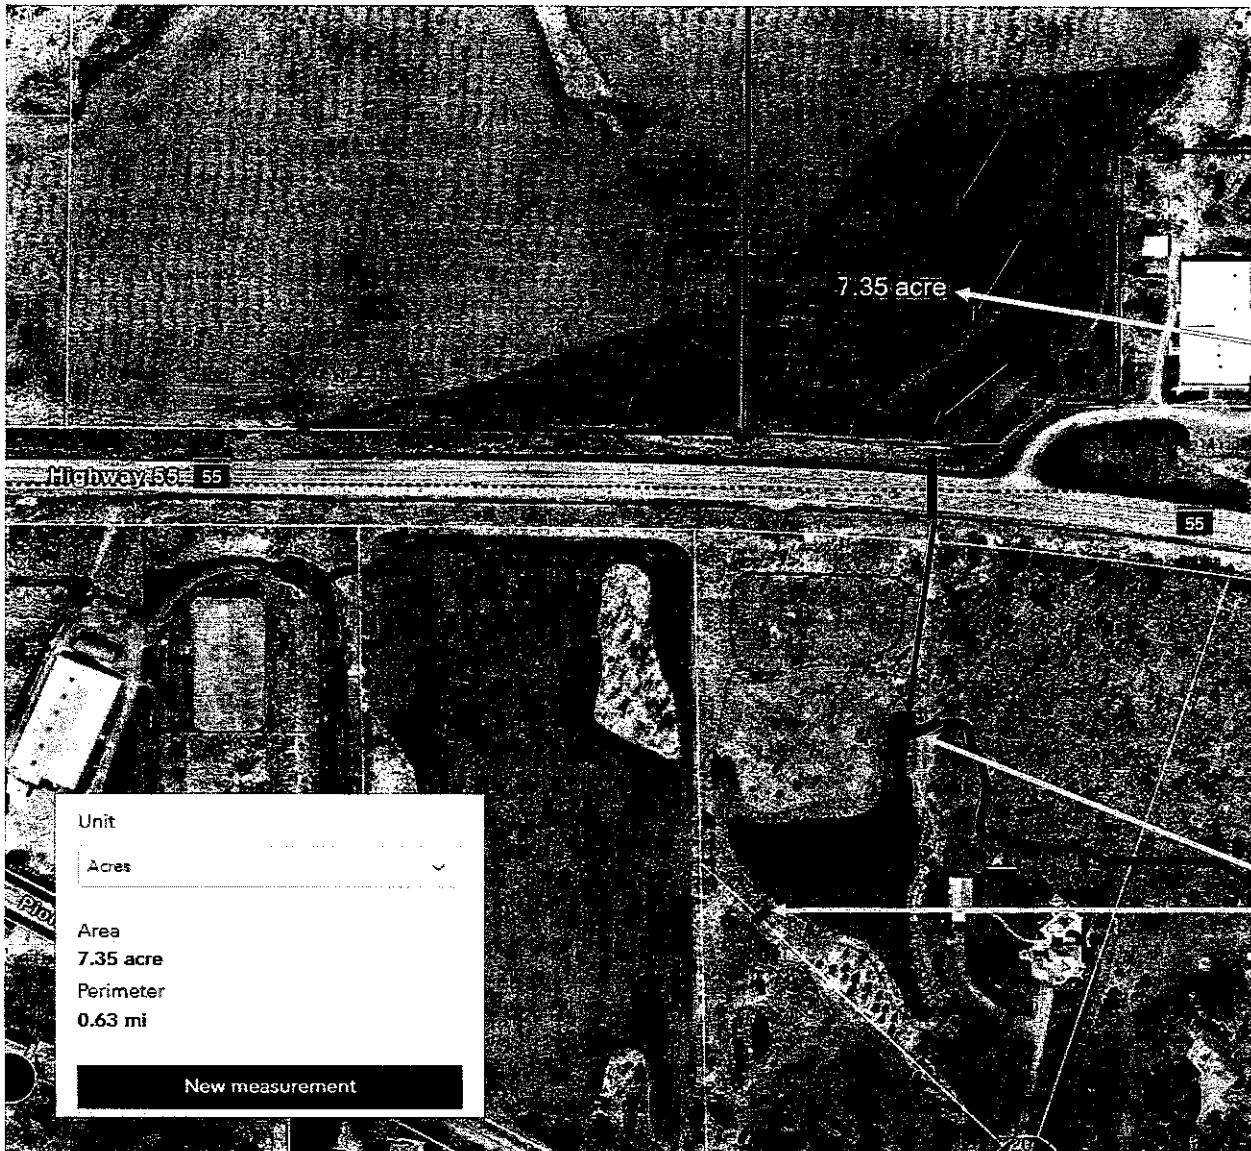 7.35 acre
Highway 55 55
55
Unit
Acres
Area
7.35 acre
Perimeter
0.63 mi
New measurement